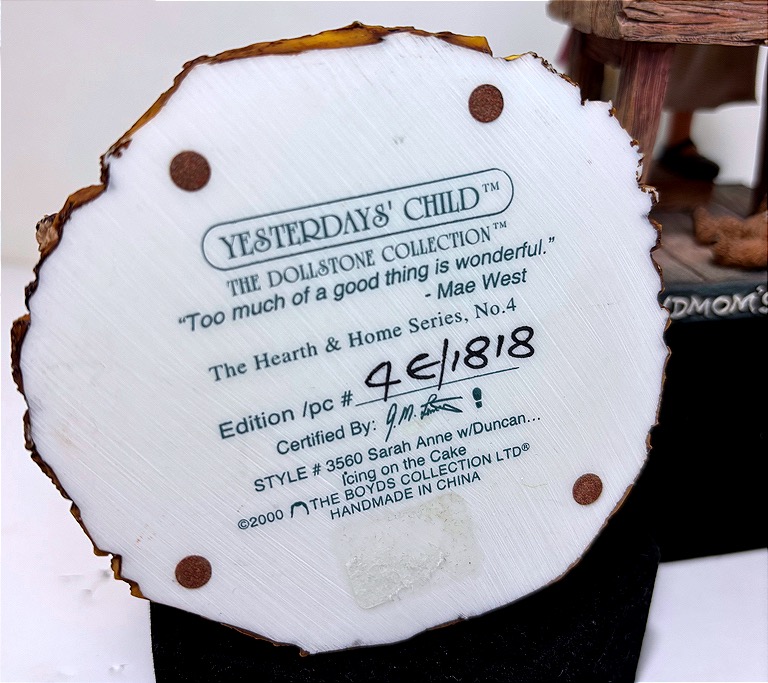 YESTERDAYS' CHILD™
THE DOLLSTONE COLLECTION™
“Too much of a good thing is wonderful.”
- Mae West
The Hearth & Home Series, No.4
Edition /pc # 4E/1818
Certified By:
STYLE # 3560 Sarah Anne w/Duncan...
Icing on the Cake
©2000 THE BOYDS COLLECTION LTD®
HANDMADE IN CHINA
DMOM'S